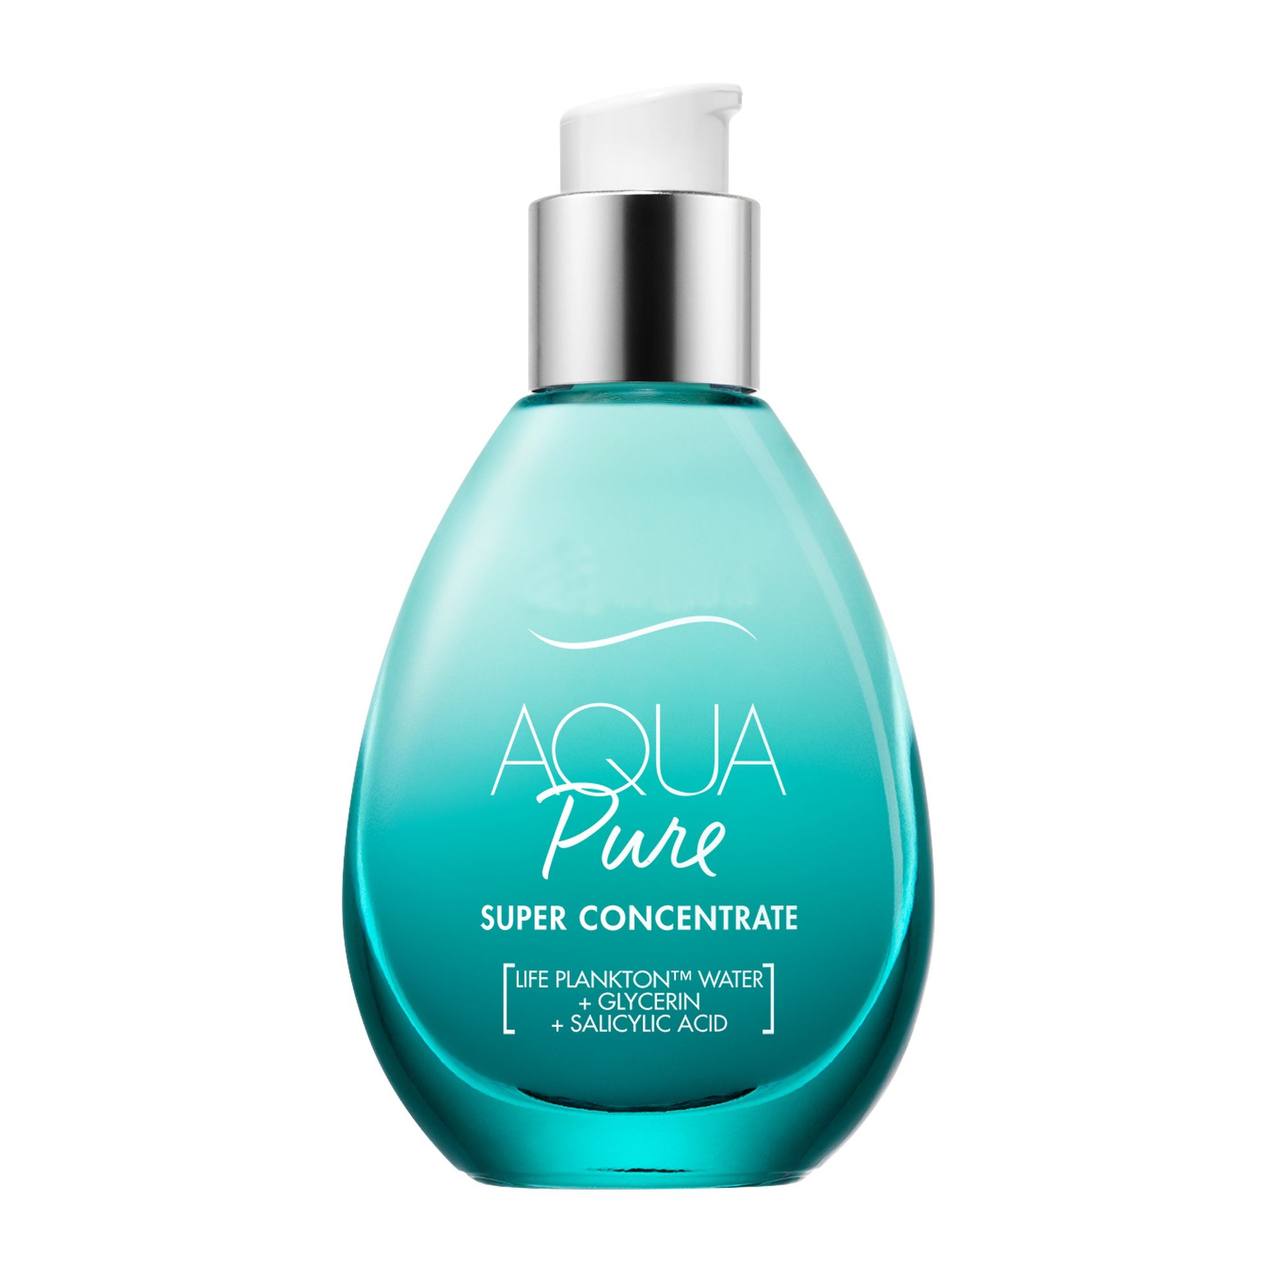 AQUA
Pure
SUPER CONCENTRATE
[LIFE PLANKTON™ WATER
+ GLYCERIN
+ SALICYLIC ACID]